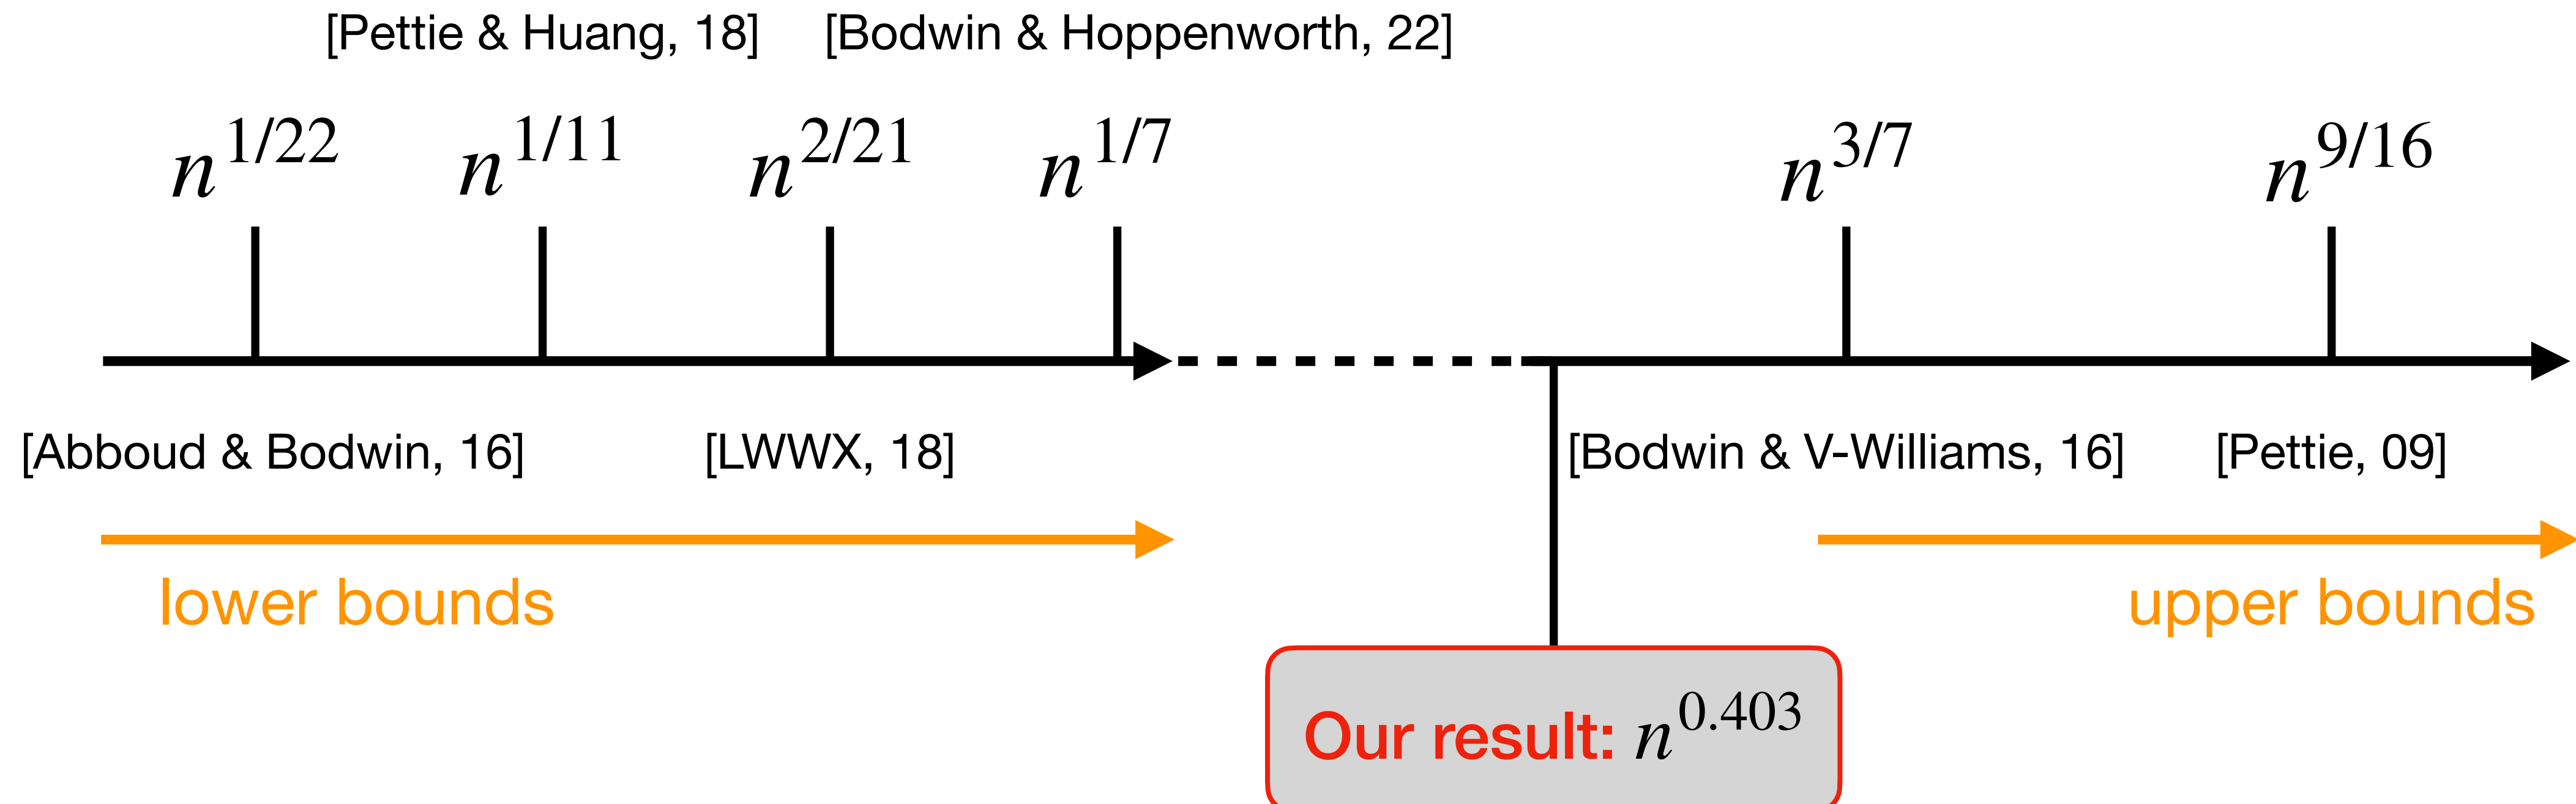 [Pettie & Huang, 18] [Bodwin & Hoppenworth, 22]
n^{1/22} n^{1/11} n^{2/21} n^{1/7} n^{3/7} n^{9/16}
[Abboud & Bodwin, 16] [LWWX, 18] [Bodwin & V-Williams, 16] [Pettie, 09]
lower bounds upper bounds
Our result: n^{0.403}